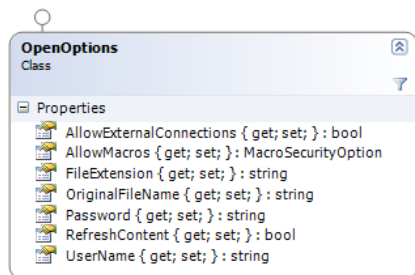 OpenOptions
Class
Properties
AllowExternalConnections { get; set; } : bool
AllowMacros { get; set; } : MacroSecurityOption
FileExtension { get; set; } : string
OriginalFileName { get; set; } : string
Password { get; set; } : string
RefreshContent { get; set; } : bool
UserName { get; set; } : string